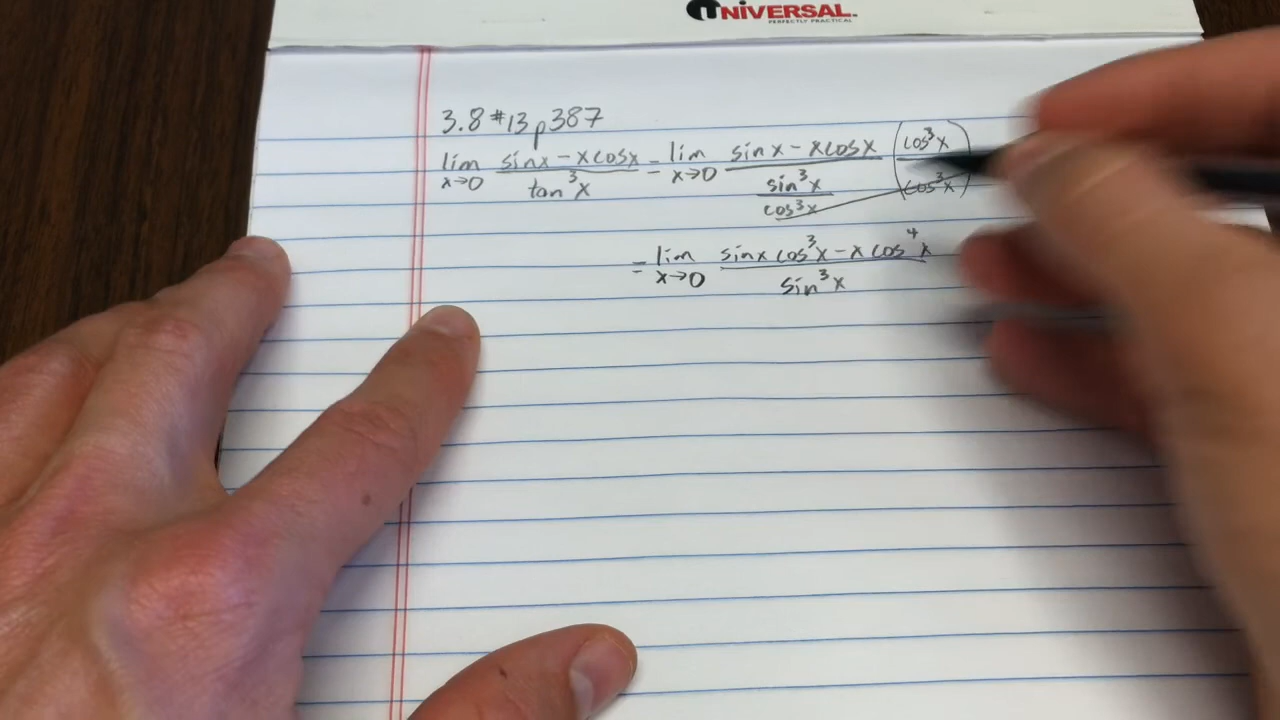 UNIVERSAL.
PERFECTLY PRACTICAL
3.8 #13 p387
lim x→0 (sinx - xcosx)/(tan³x) = lim x→0 (sinx - xcosx)/(sin³x/cos³x) (cos³x/cos³x)
= lim x→0 (sinx cos³x - x cos⁴x)/(sin³x)